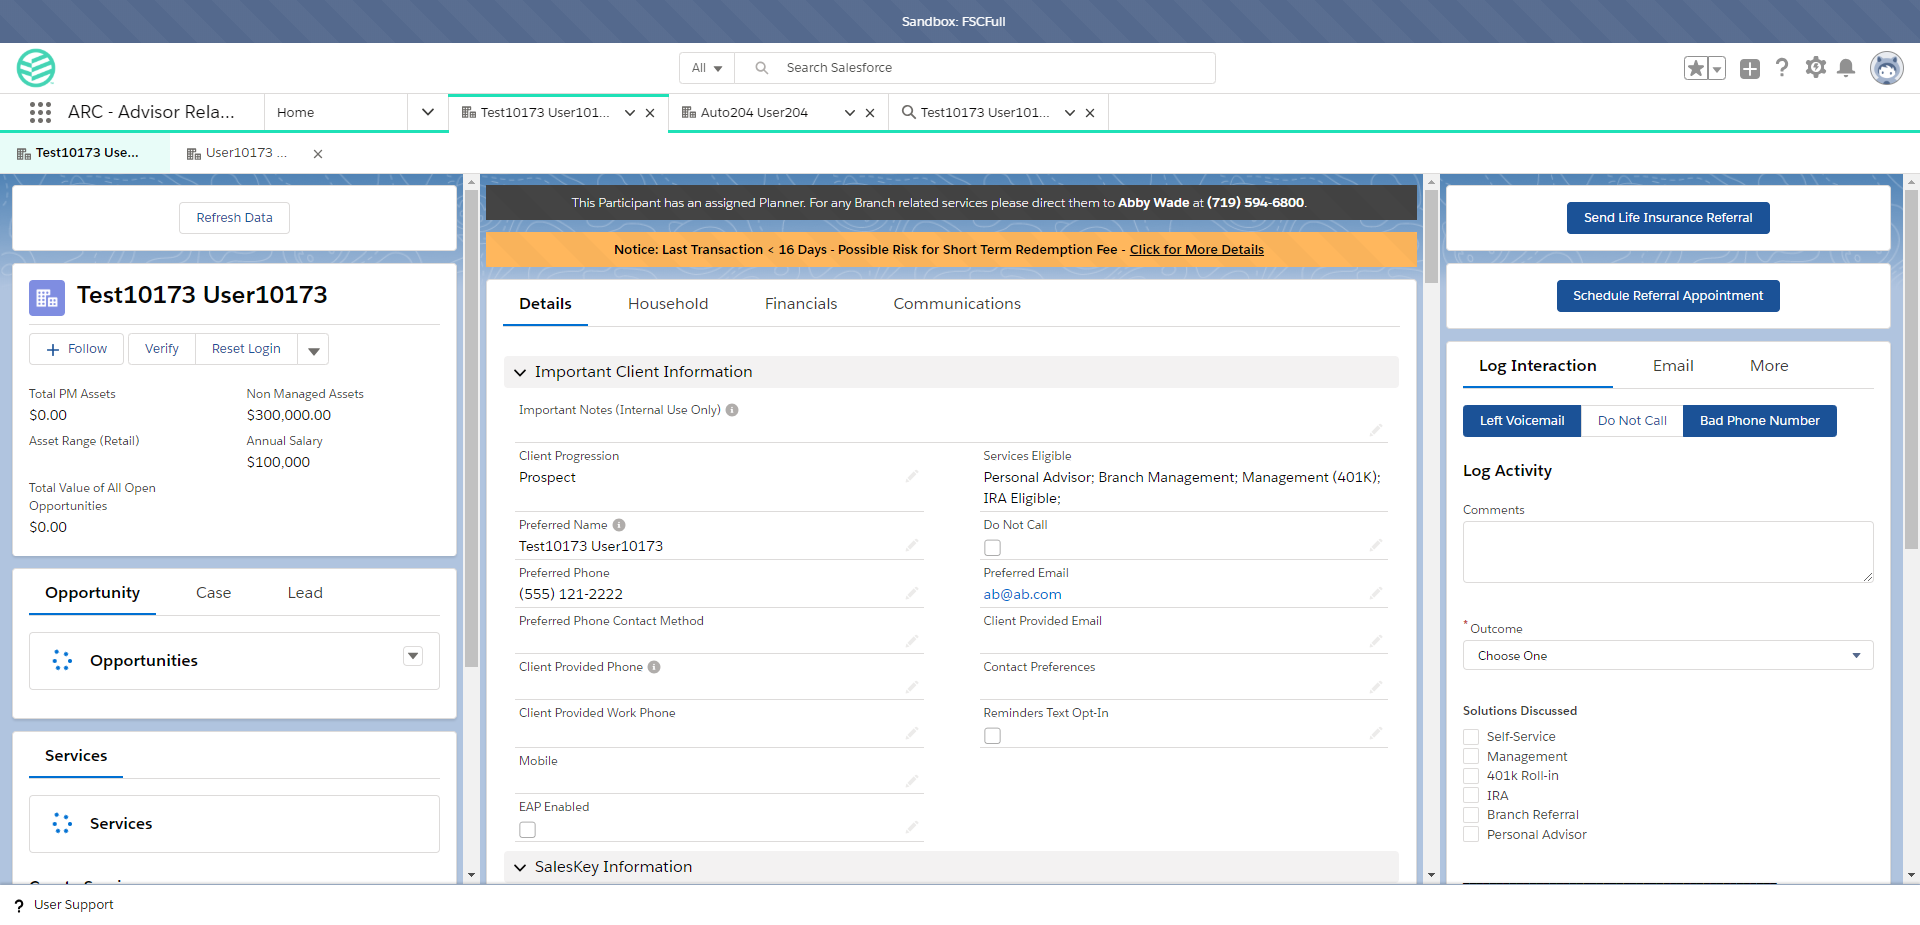 Sandbox: FSCFull
All
Search Salesforce
ARC - Advisor Rela...
Home
Test10173 User101...
Auto204 User204
Test10173 User101...
Test10173 Use...
User10173 ...
Refresh Data
Test10173 User10173
Follow
Verify
Reset Login
Total PM Assets
$0.00
Non Managed Assets
$300,000.00
Asset Range (Retail)
Annual Salary
$100,000
Total Value of All Open
Opportunities
$0.00
Opportunity
Case
Lead
Opportunities
Services
Services
This Participant has an assigned Planner. For any Branch related services please direct them to Abby Wade at (719) 594-6800.
Notice: Last Transaction < 16 Days - Possible Risk for Short Term Redemption Fee - Click for More Details
Details
Household
Financials
Communications
Important Client Information
Important Notes (Internal Use Only)
Client Progression
Prospect
Services Eligible
Personal Advisor; Branch Management; Management (401K);
IRA Eligible;
Preferred Name
Test10173 User10173
Do Not Call
Preferred Phone
(555) 121-2222
Preferred Email
ab@ab.com
Preferred Phone Contact Method
Client Provided Email
Client Provided Phone
Contact Preferences
Client Provided Work Phone
Reminders Text Opt-In
Mobile
EAP Enabled
SalesKey Information
Send Life Insurance Referral
Schedule Referral Appointment
Log Interaction
Email
More
Left Voicemail
Do Not Call
Bad Phone Number
Log Activity
Comments
* Outcome
Choose One
Solutions Discussed
Self-Service
Management
401k Roll-in
IRA
Branch Referral
Personal Advisor
? User Support